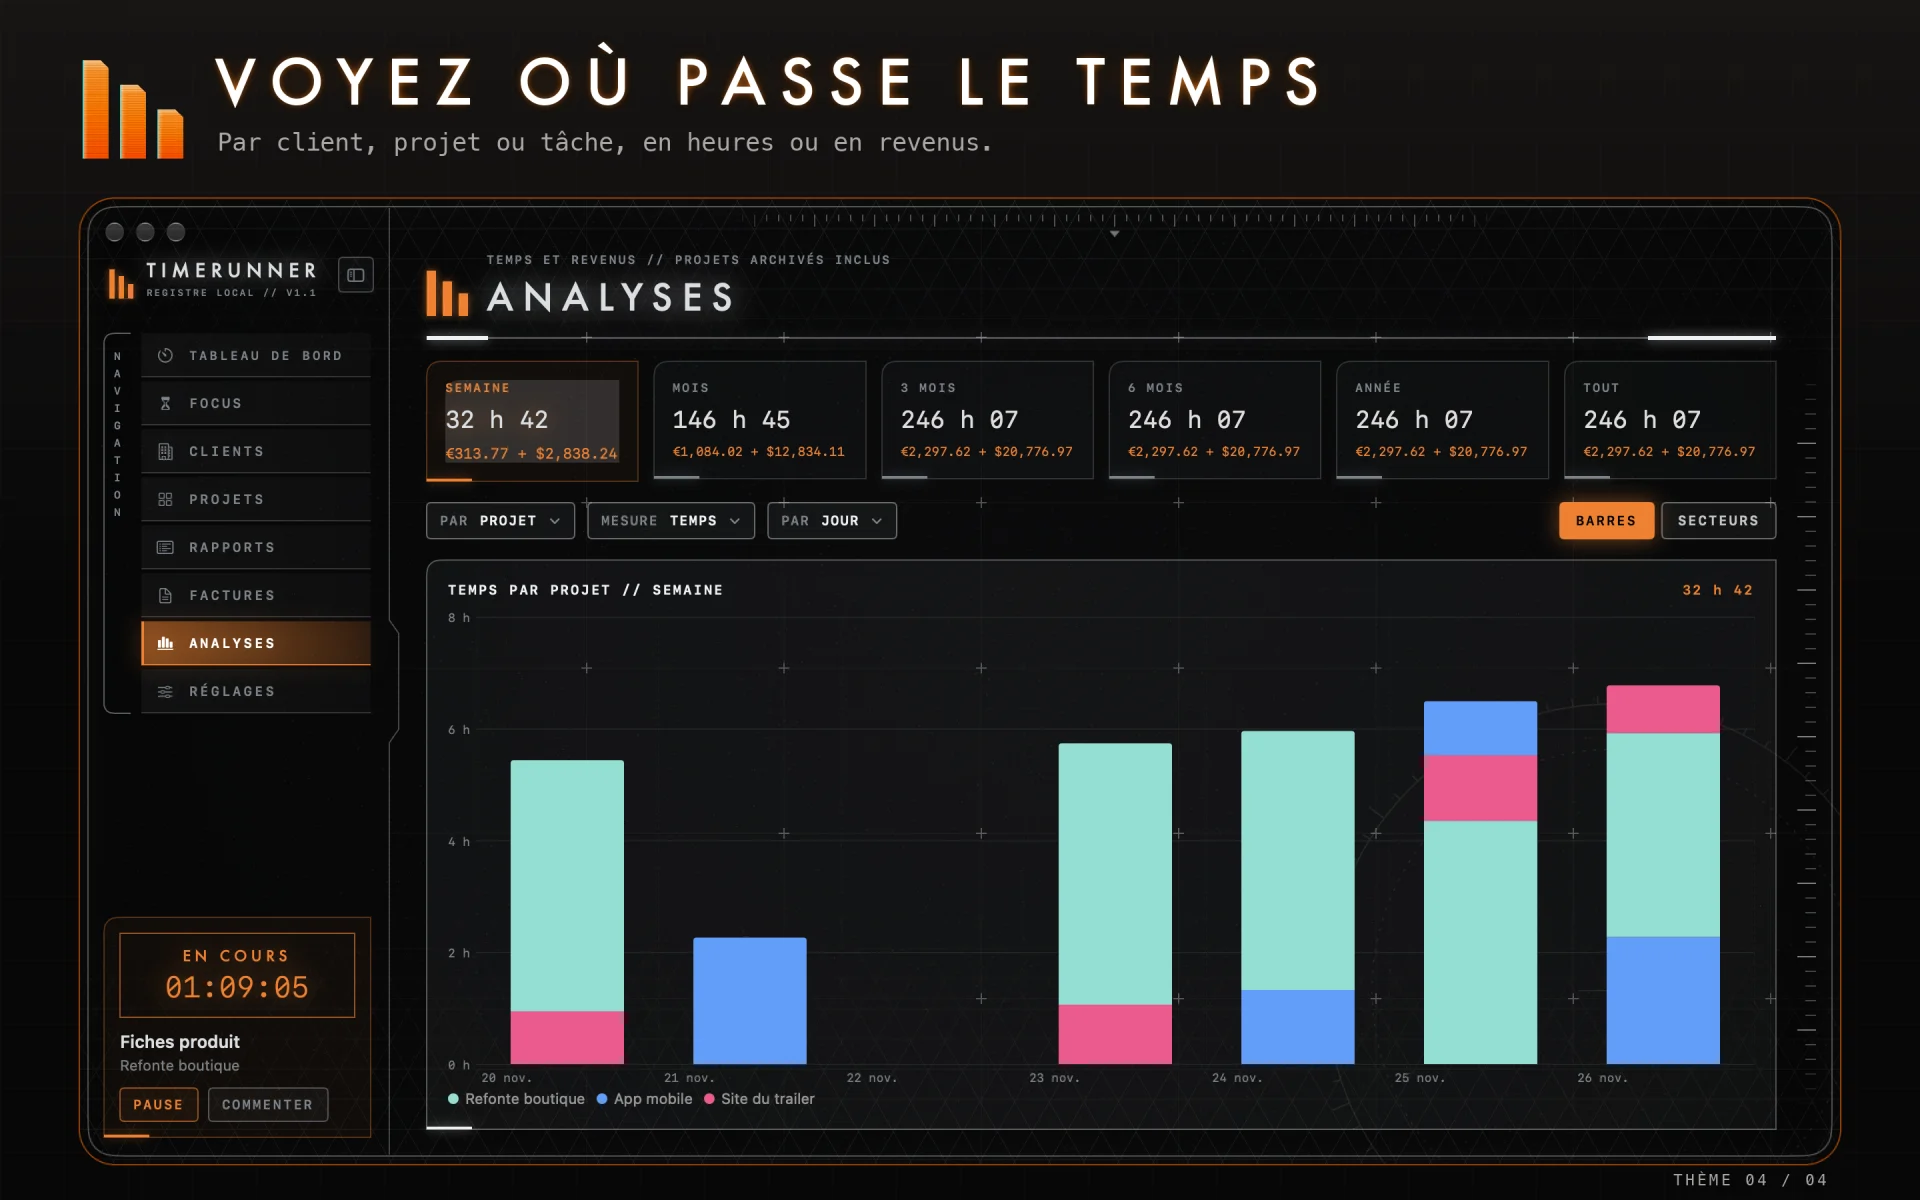 VOYEZ OÙ PASSE LE TEMPS
Par client, projet ou tâche, en heures ou en revenus.
TIMERUNNER
REGISTRE LOCAL // V1.1
NAVIGATION
TABLEAU DE BORD
FOCUS
CLIENTS
PROJETS
RAPPORTS
FACTURES
ANALYSES
RÉGLAGES
EN COURS
01:09:05
Fiches produit
Refonte boutique
PAUSE
COMMENTER
TEMPS ET REVENUS // PROJETS ARCHIVÉS INCLUS
ANALYSES
SEMAINE
32 h 42
€313.77 + $2,838.24
MOIS
146 h 45
€1,084.02 + $12,834.11
3 MOIS
246 h 07
€2,297.62 + $20,776.97
6 MOIS
246 h 07
€2,297.62 + $20,776.97
ANNÉE
246 h 07
€2,297.62 + $20,776.97
TOUT
246 h 07
€2,297.62 + $20,776.97
PAR PROJET
MESURE TEMPS
PAR JOUR
BARRES
SECTEURS
TEMPS PAR PROJET // SEMAINE
32 h 42
8 h
6 h
4 h
2 h
0 h
20 nov.
21 nov.
22 nov.
23 nov.
24 nov.
25 nov.
26 nov.
Refonte boutique
App mobile
Site du trailer
THÈME 04 / 04